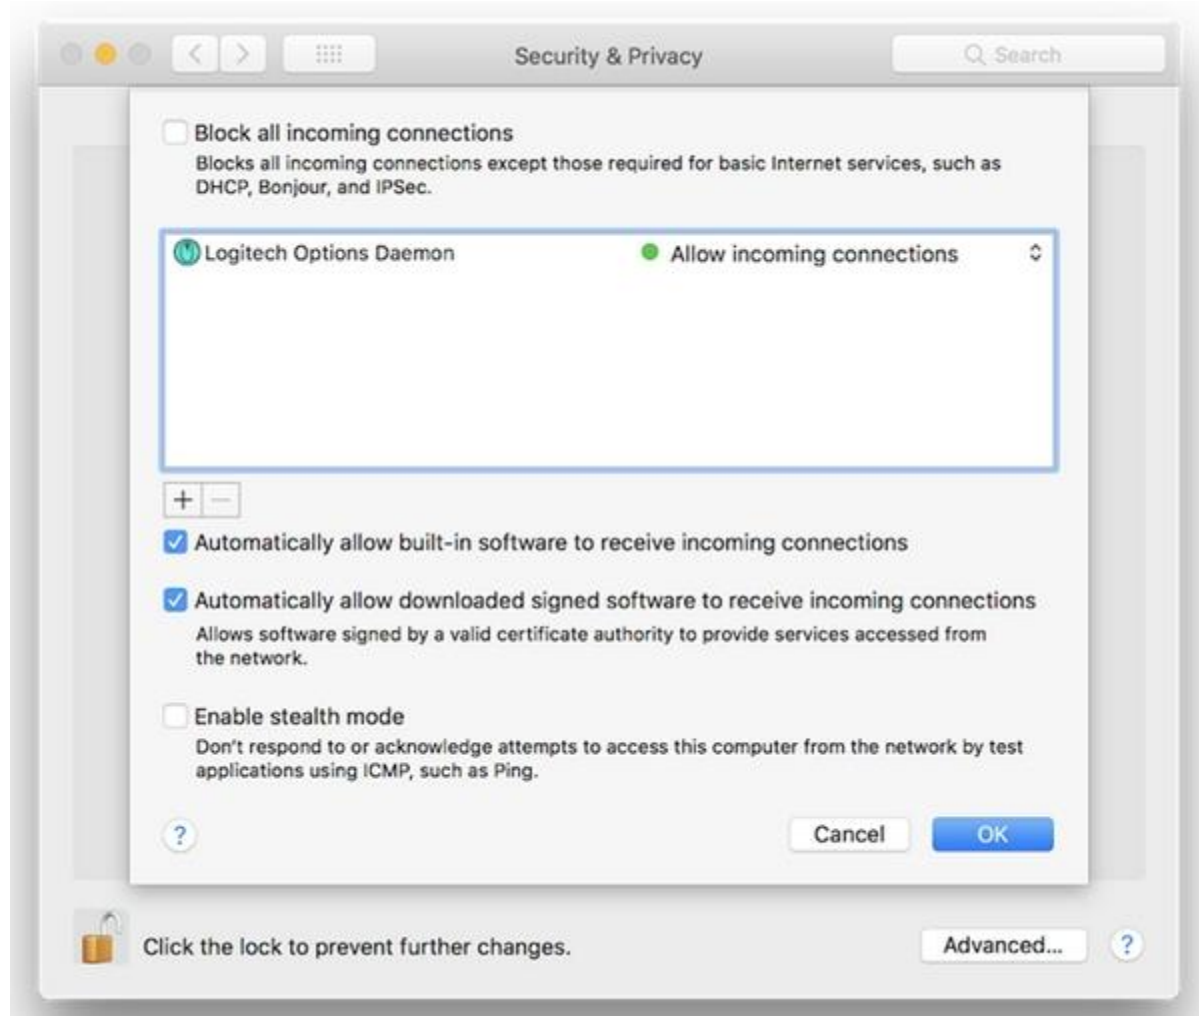 Security & Privacy
Search
Block all incoming connections
Blocks all incoming connections except those required for basic Internet services, such as
DHCP, Bonjour, and IPSec.
Logitech Options Daemon
Allow incoming connections
+ −
Automatically allow built-in software to receive incoming connections
Automatically allow downloaded signed software to receive incoming connections
Allows software signed by a valid certificate authority to provide services accessed from
the network.
Enable stealth mode
Don't respond to or acknowledge attempts to access this computer from the network by test
applications using ICMP, such as Ping.
?
Cancel
OK
Click the lock to prevent further changes.
Advanced...
?